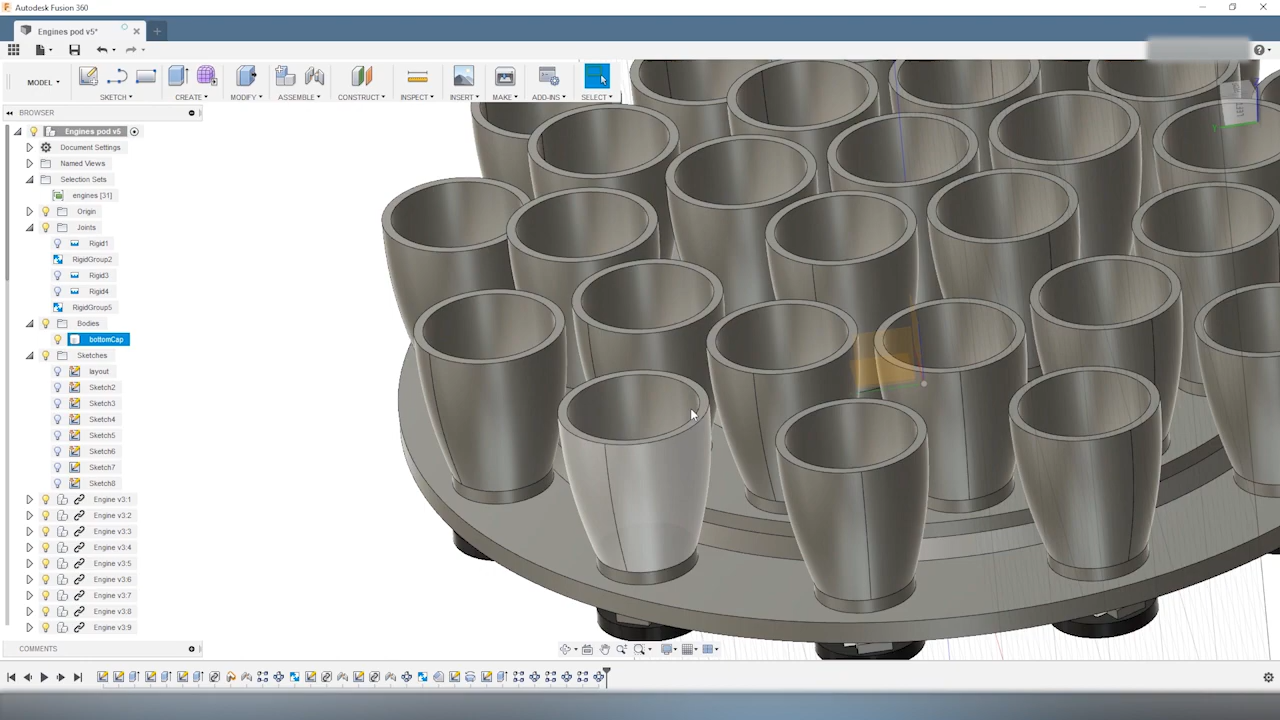 Autodesk Fusion 360
Engines pod v5*
MODEL
SKETCH
CREATE
MODIFY
ASSEMBLE
CONSTRUCT
INSPECT
INSERT
MAKE
ADD-INS
SELECT
BROWSER
Engines pod v5
Document Settings
Named Views
Selection Sets
engines [31]
Origin
Joints
Rigid1
RigidGroup2
Rigid3
Rigid4
RigidGroup5
Bodies
bottomCap
Sketches
layout
Sketch2
Sketch3
Sketch4
Sketch5
Sketch6
Sketch7
Sketch8
Engine v3:1
Engine v3:2
Engine v3:3
Engine v3:4
Engine v3:5
Engine v3:6
Engine v3:7
Engine v3:8
Engine v3:9
COMMENTS